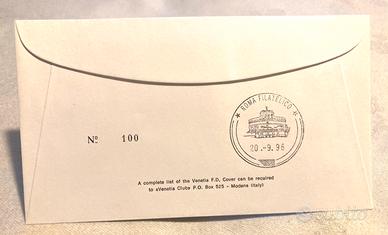 ★ ROMA FILATELICO ★
20.-9.96
Nº 100
A complete list of the Venetia F.D. Cover can be required
to «Venetia Club» P.O. Box 525 - Modena (Italy)